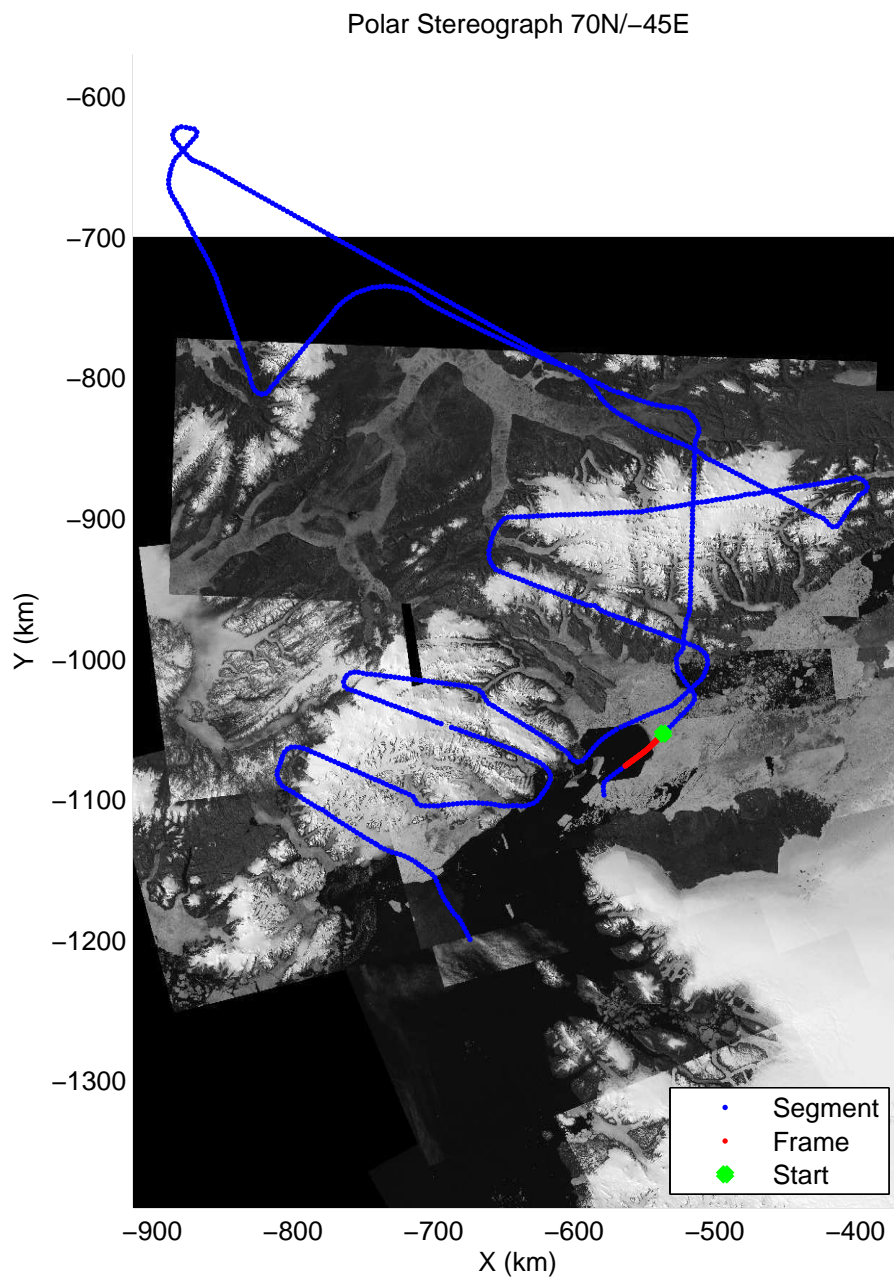 Polar Stereograph 70N/−45E
−600
−700
−800
−900
−1000
−1100
−1200
−1300
Y (km)
−900 −800 −700 −600 −500 −400
X (km)
Segment
Frame
Start